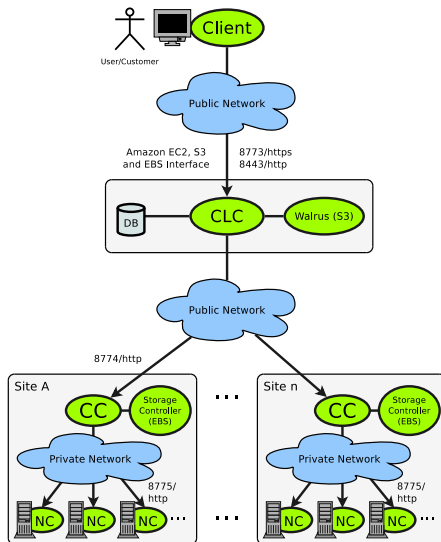 Client
User/Customer
Public Network
Amazon EC2, S3
and EBS Interface
8773/https
8443/http
DB
CLC
Walrus (S3)
Public Network
8774/http
Site A
CC
Storage
Controller
(EBS)
Private Network
8775/
http
NC
NC
NC
...
...
...
Site n
CC
Storage
Controller
(EBS)
Private Network
8775/
http
NC
NC
NC
...